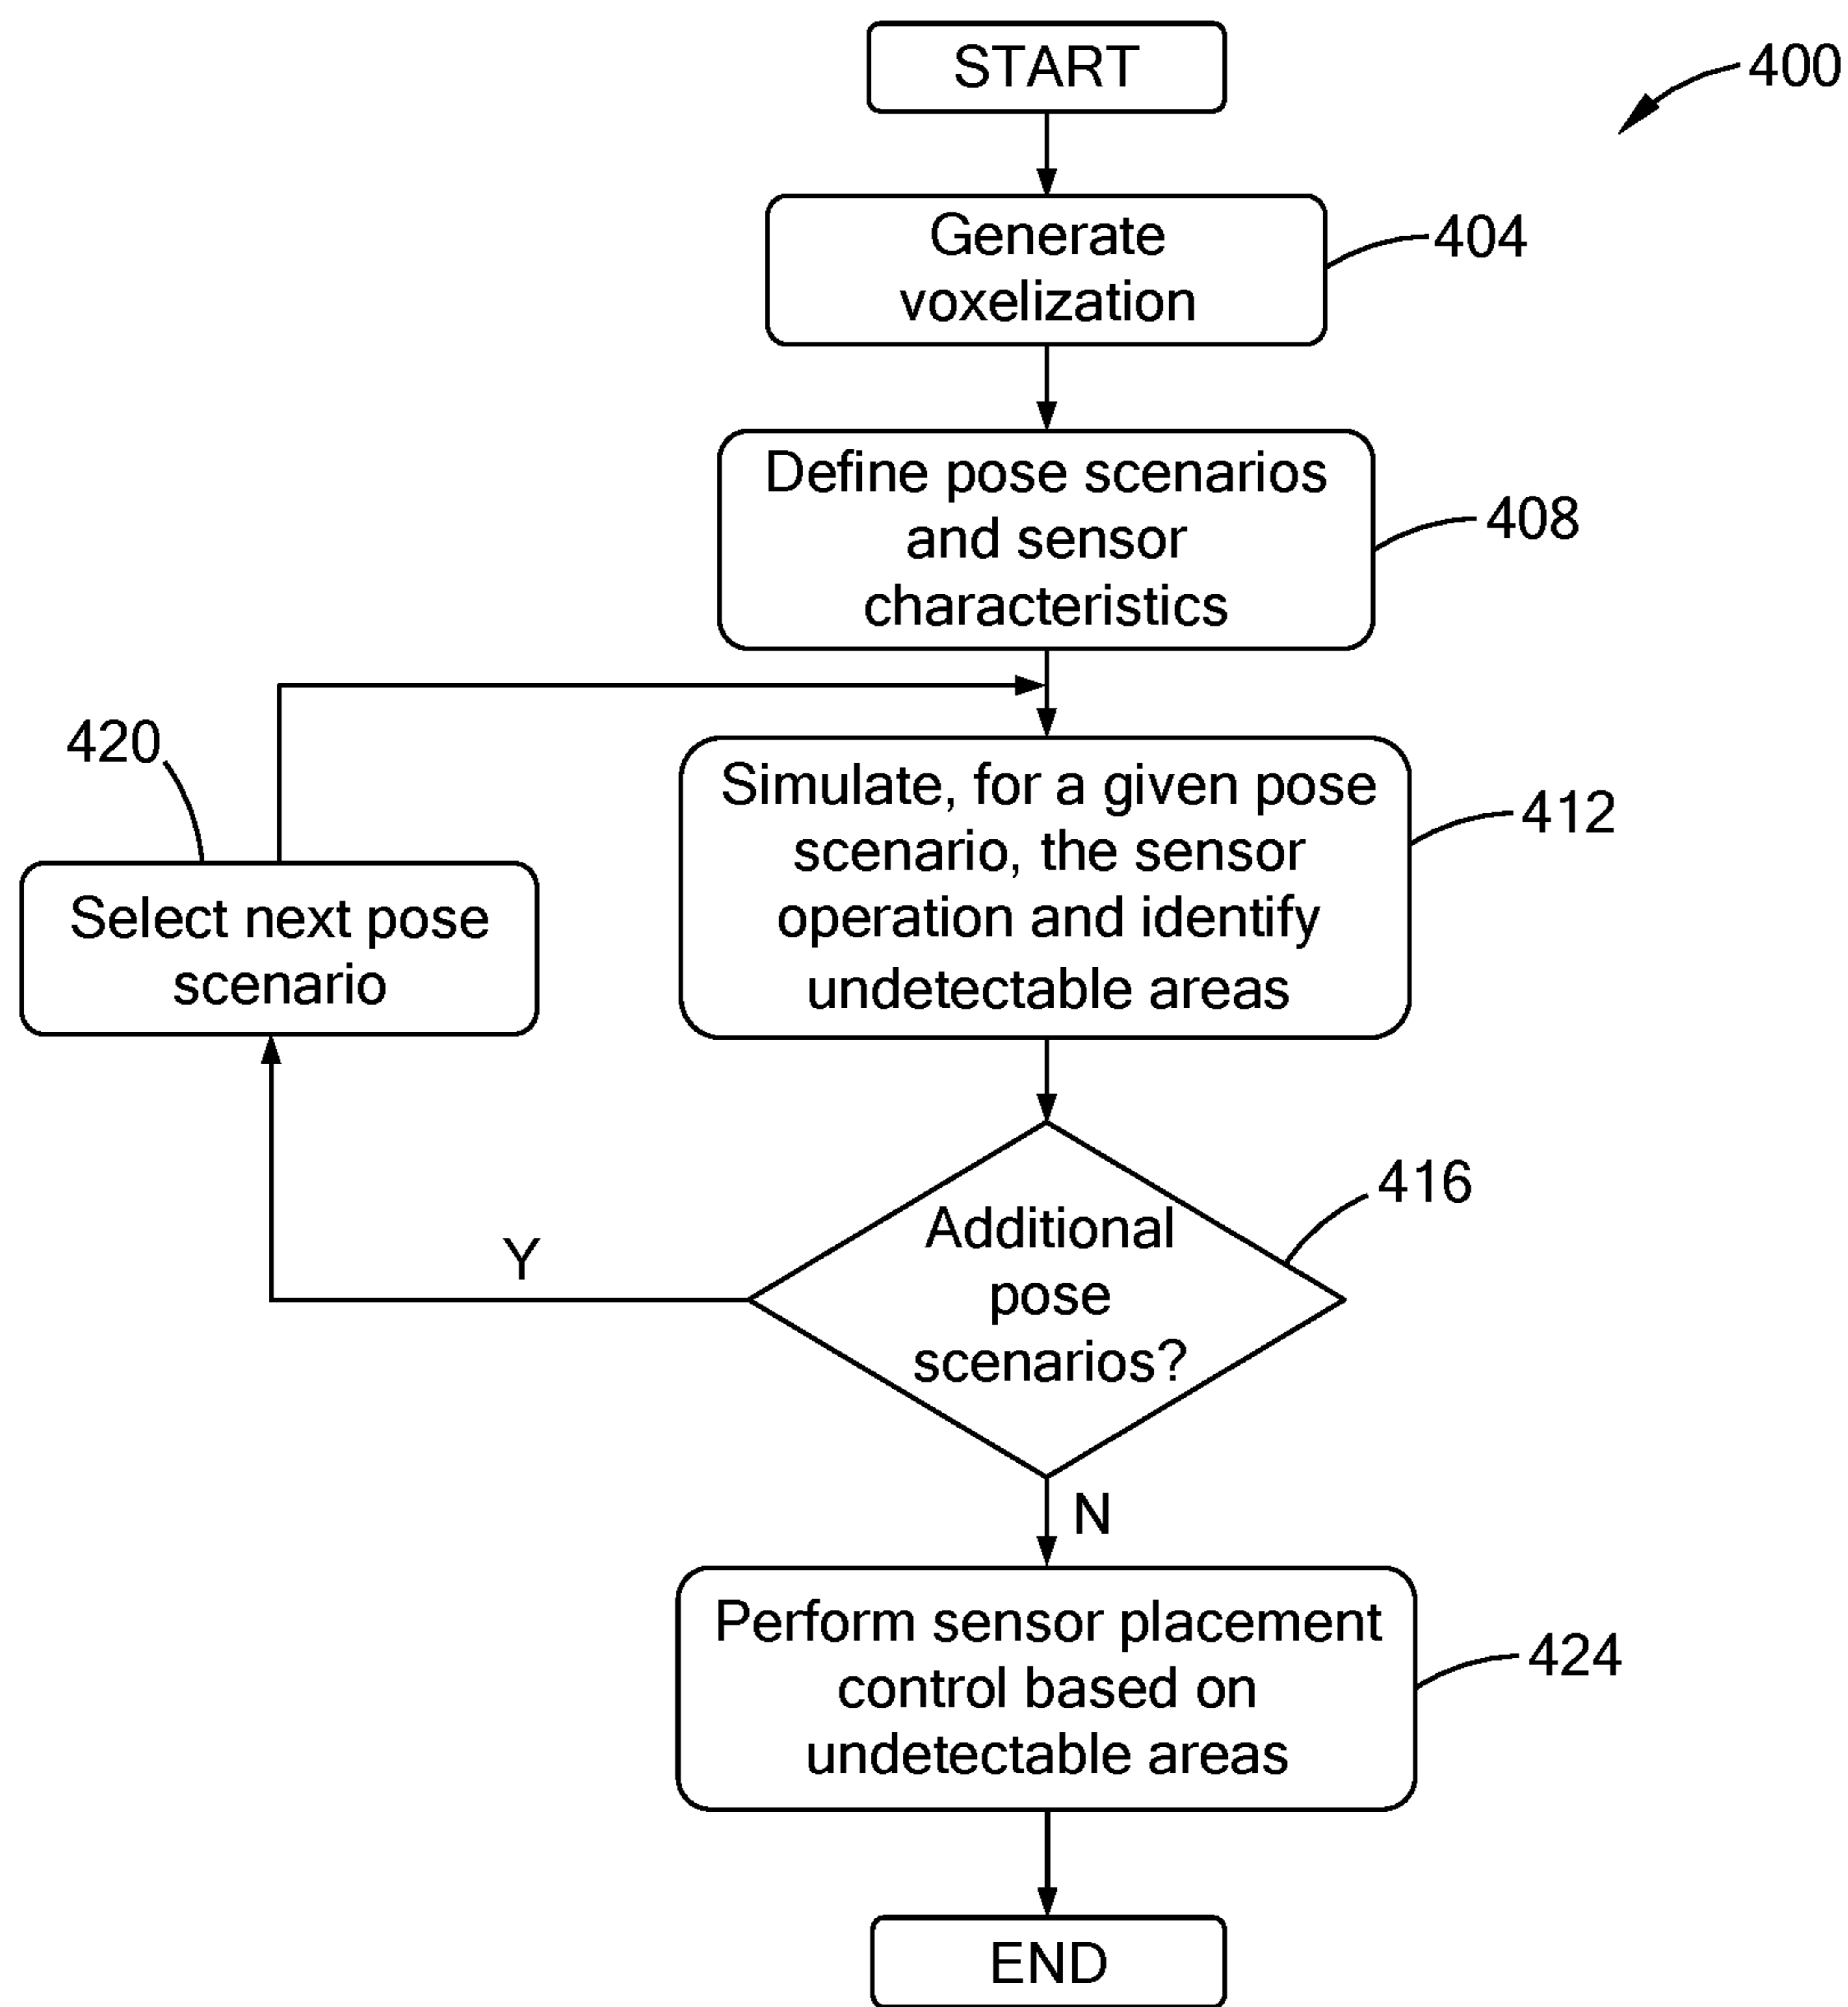 START
400
Generate
voxelization
404
Define pose scenarios
and sensor
characteristics
408
420
Simulate, for a given pose
scenario, the sensor
operation and identify
undetectable areas
412
Select next pose
scenario
Additional
pose
scenarios?
416
Y
N
Perform sensor placement
control based on
undetectable areas
424
END